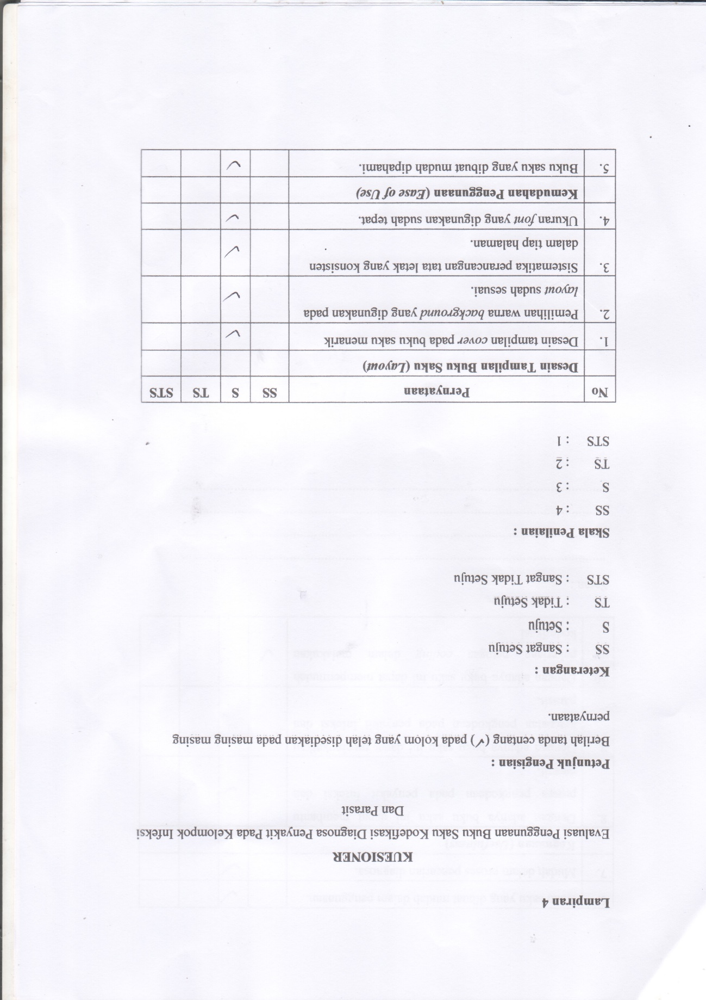 Lampiran 4
KUESIONER
Evaluasi Penggunaan Buku Saku Kodefikasi Diagnosa Penyakit Pada Kelompok Infeksi
Dan Parasit
Petunjuk Pengisian :
Berilah tanda centang (✓) pada kolom yang telah disediakan pada masing masing
pernyataan.
Keterangan :
SS : Sangat Setuju
S : Setuju
TS : Tidak Setuju
STS : Sangat Tidak Setuju
Skala Penilaian :
SS : 4
S : 3
TS : 2
STS : 1
No Pernyataan SS S TS STS
Desain Tampilan Buku Saku (Layout)
1. Desain tampilan cover pada buku saku menarik ✓
2. Pemilihan warna background yang digunakan pada
layout sudah sesuai. ✓
3. Sistematika perancangan tata letak yang konsisten
dalam tiap halaman. ✓
4. Ukuran font yang digunakan sudah tepat. ✓
Kemudahan Penggunaan (Ease of Use)
5. Buku saku yang dibuat mudah dipahami. ✓